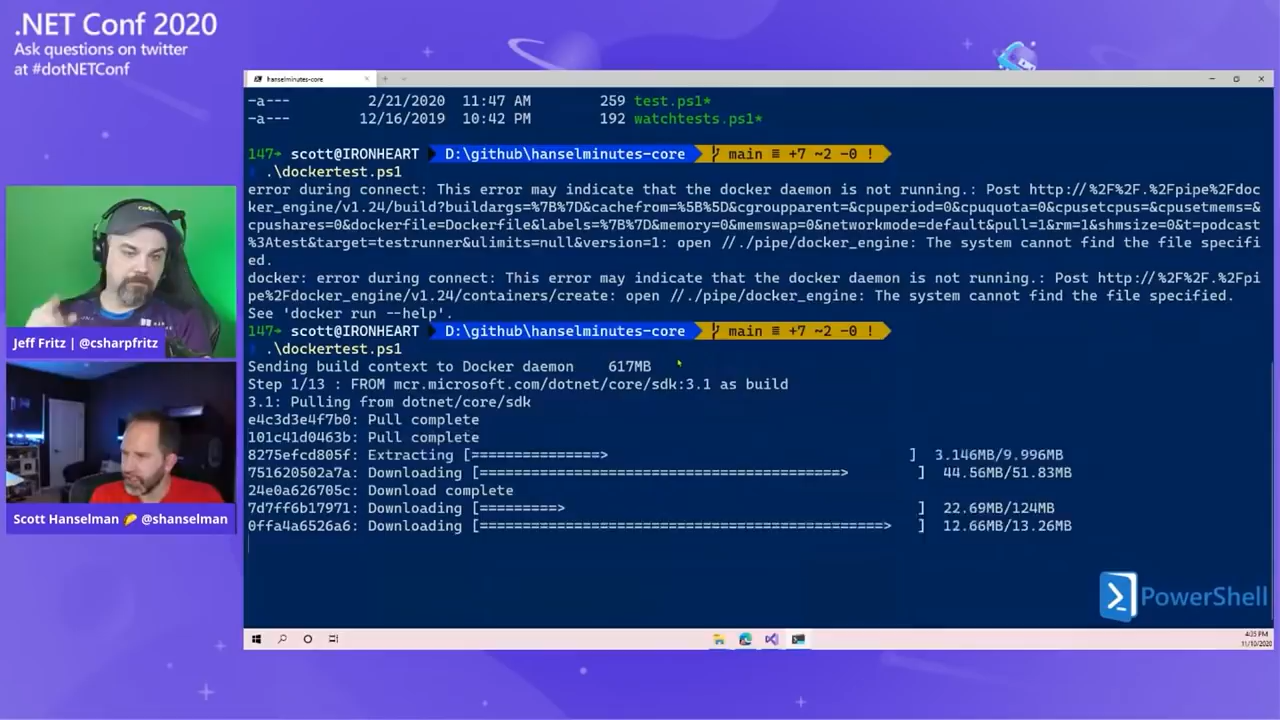 .NET Conf 2020
Ask questions on twitter
at #dotNETConf
hanselminutes-core
-a--- 2/21/2020 11:47 AM 259 test.ps1*
-a--- 12/16/2019 10:42 PM 192 watchtests.ps1*
147→ scott@IRONHEART D:\github\hanselminutes-core main ≡ +7 ~2 -0 !
.\dockertest.ps1
error during connect: This error may indicate that the docker daemon is not running.: Post http://%2F%2F.%2Fpipe%2Fdoc
ker_engine/v1.24/build?buildargs=%7B%7D&cachefrom=%5B%5D&cgroupparent=&cpuperiod=0&cpuquota=0&cpusetcpus=&cpusetmems=&
cpushares=0&dockerfile=Dockerfile&labels=%7B%7D&memory=0&memswap=0&networkmode=default&pull=1&rm=1&shmsize=0&t=podcast
%3Atest&target=testrunner&ulimits=null&version=1: open //./pipe/docker_engine: The system cannot find the file specifi
ed.
docker: error during connect: This error may indicate that the docker daemon is not running.: Post http://%2F%2F.%2Fpi
pe%2Fdocker_engine/v1.24/containers/create: open //./pipe/docker_engine: The system cannot find the file specified.
See 'docker run --help'.
147→ scott@IRONHEART D:\github\hanselminutes-core main ≡ +7 ~2 -0 !
.\dockertest.ps1
Sending build context to Docker daemon 617MB
Step 1/13 : FROM mcr.microsoft.com/dotnet/core/sdk:3.1 as build
3.1: Pulling from dotnet/core/sdk
e4c3d3e4f7b0: Pull complete
101c41d0463b: Pull complete
8275efcd805f: Extracting [===============> ] 3.146MB/9.996MB
751620502a7a: Downloading [==========================================> ] 44.56MB/51.83MB
24e0a626705c: Download complete
7d7ff6b17971: Downloading [=========> ] 22.69MB/124MB
0ffa4a6526a6: Downloading [===============================================> ] 12.66MB/13.26MB
Jeff Fritz | @csharpfritz
Scott Hanselman 🌮 @shanselman
PowerShell
4:35 PM
11/10/2020